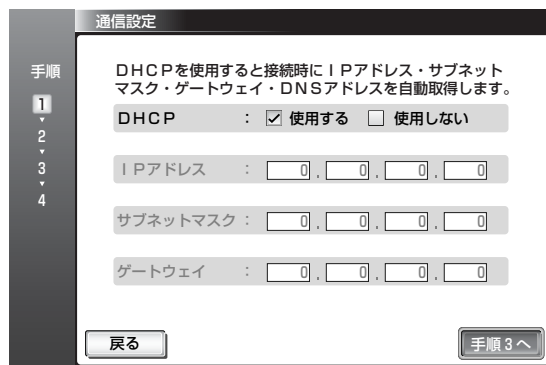 通信設定
手順
1
2
3
4
DHCPを使用すると接続時にIPアドレス・サブネット
マスク・ゲートウェイ・DNSアドレスを自動取得します。
DHCP : 使用する 使用しない
IPアドレス : 0 . 0 . 0 . 0
サブネットマスク : 0 . 0 . 0 . 0
ゲートウェイ : 0 . 0 . 0 . 0
戻る
手順3へ